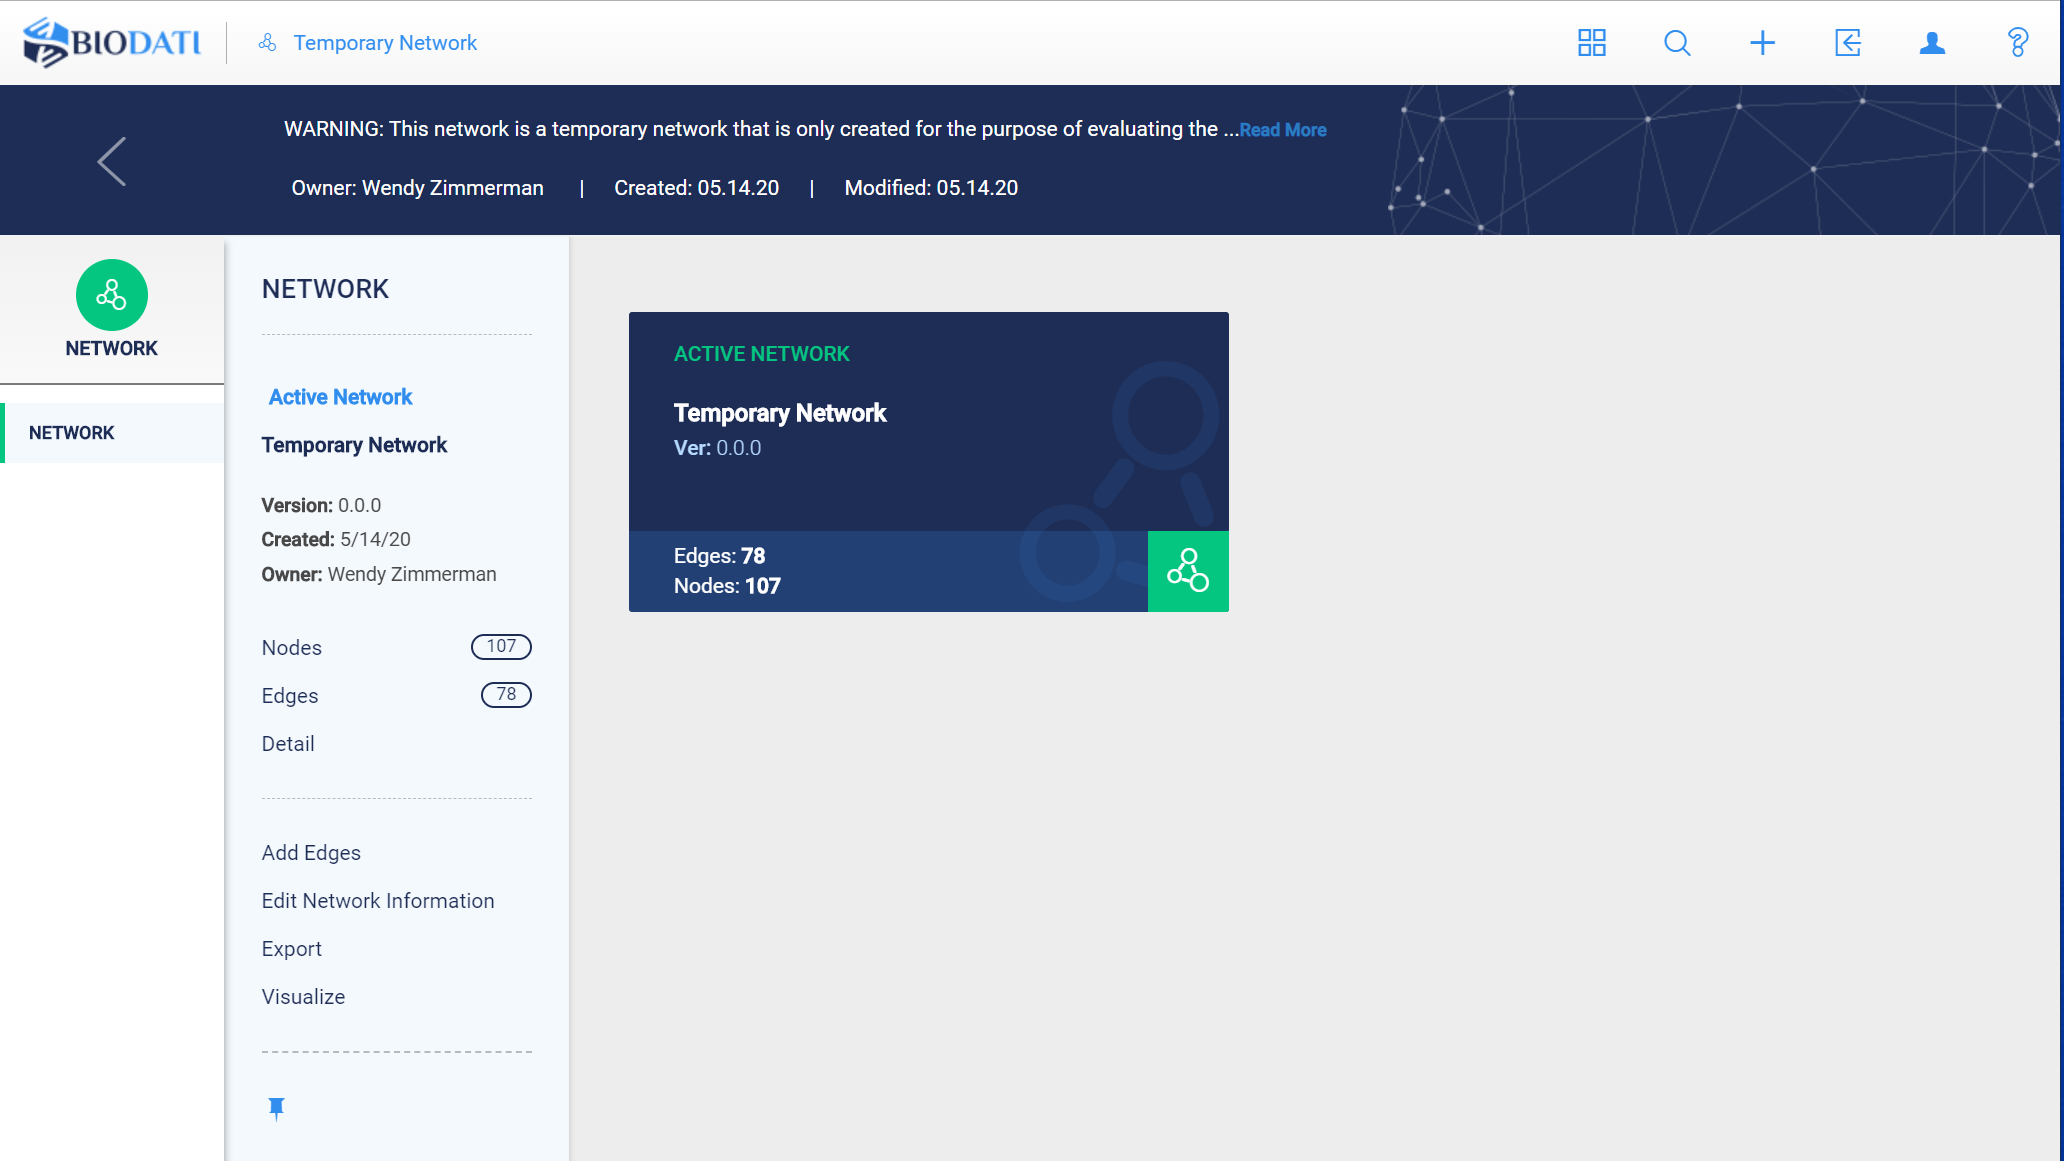 BIODATI
Temporary Network
WARNING: This network is a temporary network that is only created for the purpose of evaluating the ...Read More
Owner: Wendy Zimmerman | Created: 05.14.20 | Modified: 05.14.20
NETWORK
NETWORK
NETWORK
Active Network
Temporary Network
Version: 0.0.0
Created: 5/14/20
Owner: Wendy Zimmerman
Nodes 107
Edges 78
Detail
Add Edges
Edit Network Information
Export
Visualize
ACTIVE NETWORK
Temporary Network
Ver: 0.0.0
Edges: 78
Nodes: 107